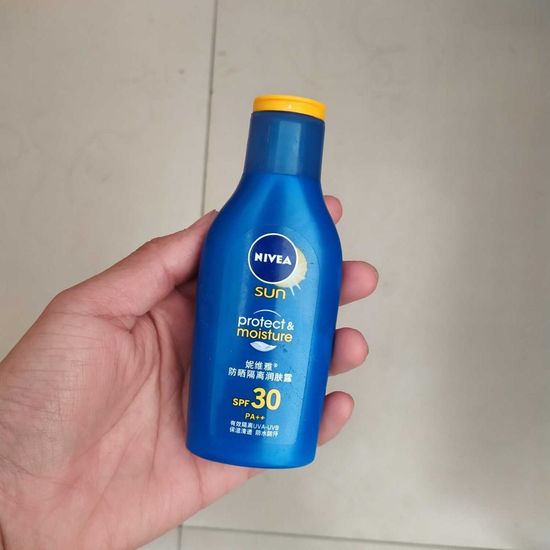 NIVEA
sun
protect &
moisture
妮维雅®
防晒隔离润肤露
SPF 30
PA++
有效隔离UVA-UVB
保湿滋润 防水防汗